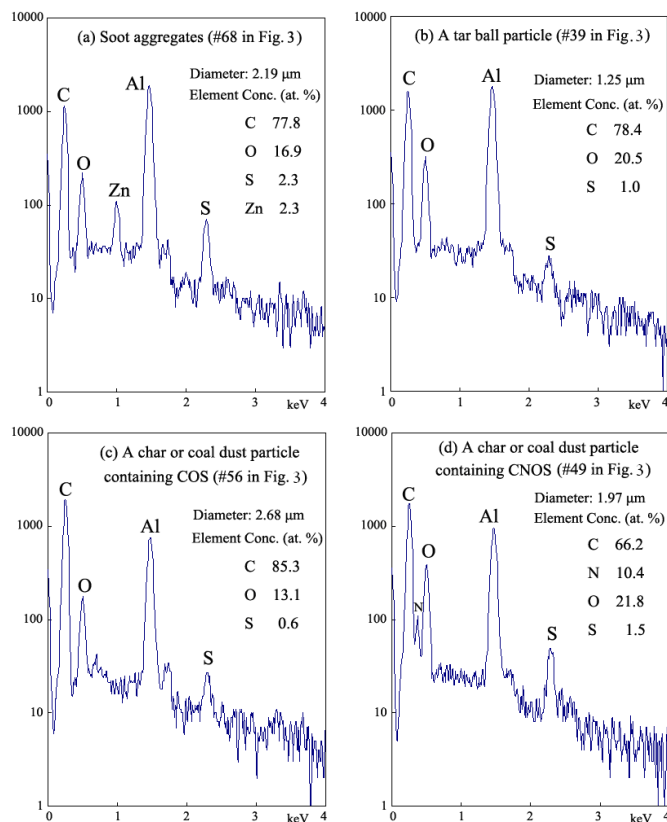 (a) Soot aggregates (#68 in Fig. 3)
Diameter: 2.19 μm
Element Conc. (at. %)
C 77.8
O 16.9
S 2.3
Zn 2.3
C
O
Zn
Al
S
10000
1000
100
10
1
0 1 2 3 keV 4
(b) A tar ball particle (#39 in Fig. 3)
Diameter: 1.25 μm
Element Conc. (at. %)
C 78.4
O 20.5
S 1.0
C
O
Al
S
10000
1000
100
10
1
0 1 2 3 keV 4
(c) A char or coal dust particle
containing COS (#56 in Fig. 3)
Diameter: 2.68 μm
Element Conc. (at. %)
C 85.3
O 13.1
S 0.6
C
O
Al
S
10000
1000
100
10
1
0 1 2 3 keV 4
(d) A char or coal dust particle
containing CNOS (#49 in Fig. 3)
Diameter: 1.97 μm
Element Conc. (at. %)
C 66.2
N 10.4
O 21.8
S 1.5
C
N
O
Al
S
10000
1000
100
10
1
0 1 2 3 keV 4